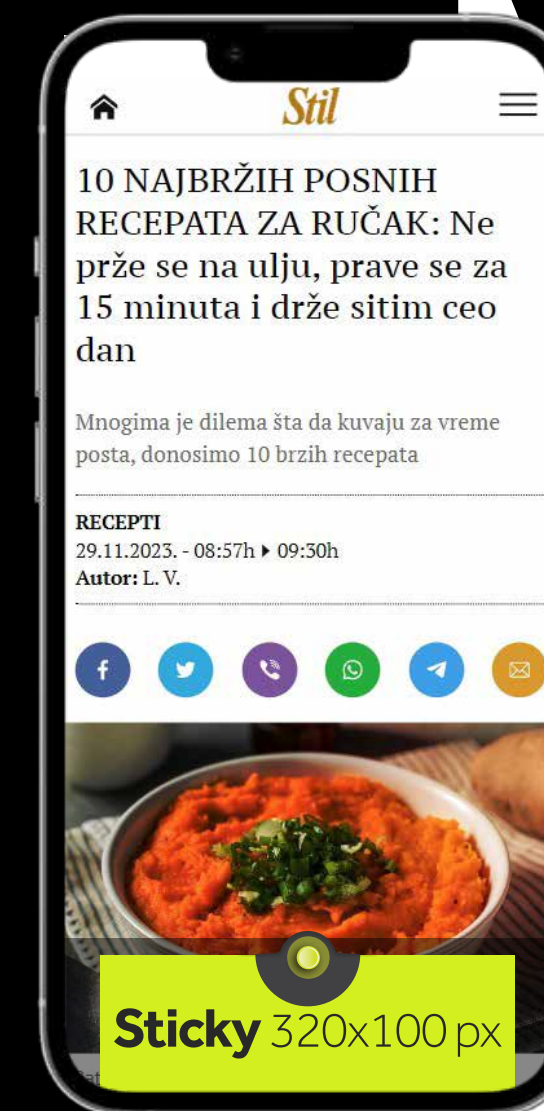 Stil
10 NAJBRŽIH POSNIH
RECEPATA ZA RUČAK: Ne
prže se na ulju, prave se za
15 minuta i drže sitim ceo
dan
Mnogima je dilema šta da kuvaju za vreme
posta, donosimo 10 brzih recepata
RECEPTI
29.11.2023. - 08:57h ▸ 09:30h
Autor: L. V.
Sticky 320x100 px